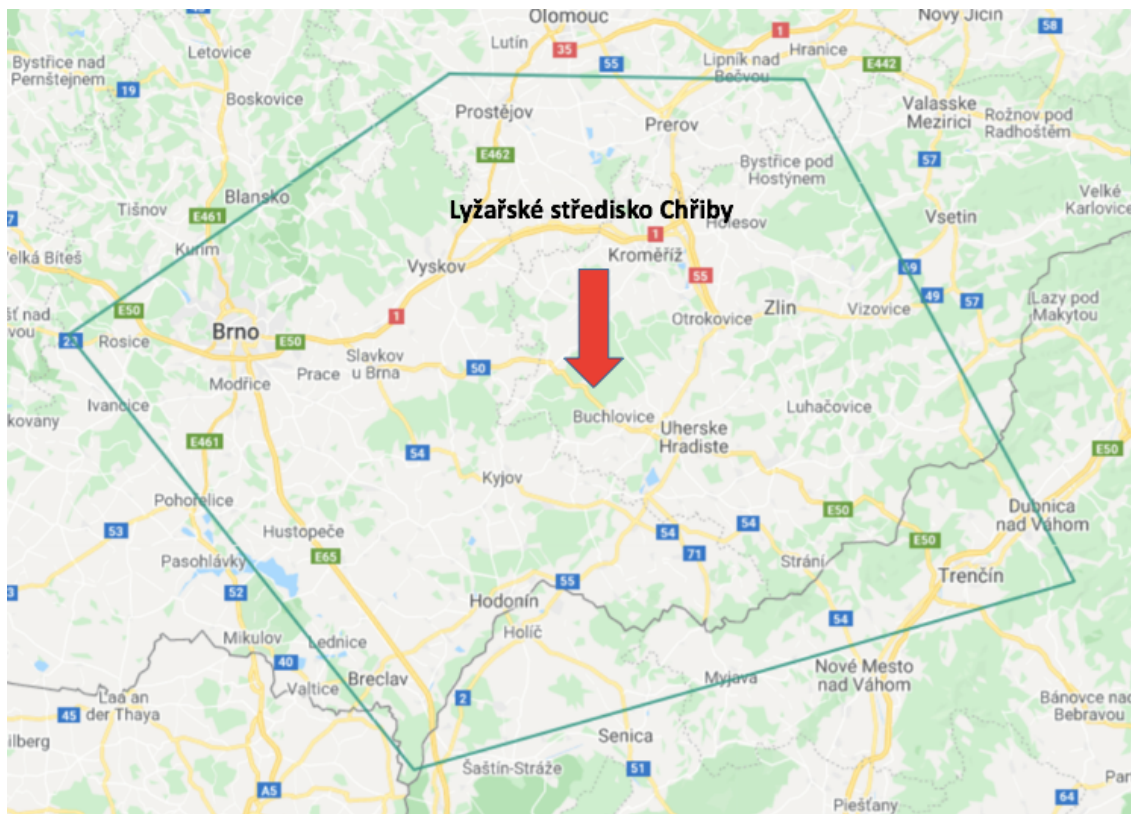 Olomouc
Nový Jičín
58
Letovice
Lutín
35
1
Hranice
Bystřice nad
Pernštejnem
55
Lipník nad
Bečvou
E442
19
Boskovice
Prostějov
Prerov
Valasske
Mezirici
Rožnov pod
Radhoštěm
E462
57
Bystřice pod
Hostýnem
Blansko
Tišnov
E461
Velké
Karlovice
Lyžařské středisko Chřiby
Holesov
Vsetin
1
Kurim
Kroměříž
Velká Bíteš
Vyskov
55
69
49
57
Lazy pod
Makytou
E50
Zlin
Vizovice
1
Otrokovice
Brno
E50
23
Rosice
Slavkov
u Brna
Prace
50
Modřice
Ivancice
Buchlovice
Luhačovice
Uherske
Hradiste
E461
54
E50
Kyjov
Pohorelice
E50
Dubnica
nad Váhom
53
Hustopeče
54
54
E50
E65
71
Pasohlávky
Strání
55
Trenčín
52
Hodonín
Holíč
54
Mikulov
Lednice
40
Breclav
Valtice
Nové Mesto
nad Váhom
Myjava
2
Laa an
der Thaya
45
Bánovce nad
Bebravou
Senica
Šaštín-Stráže
51
A5
64
Piešťany